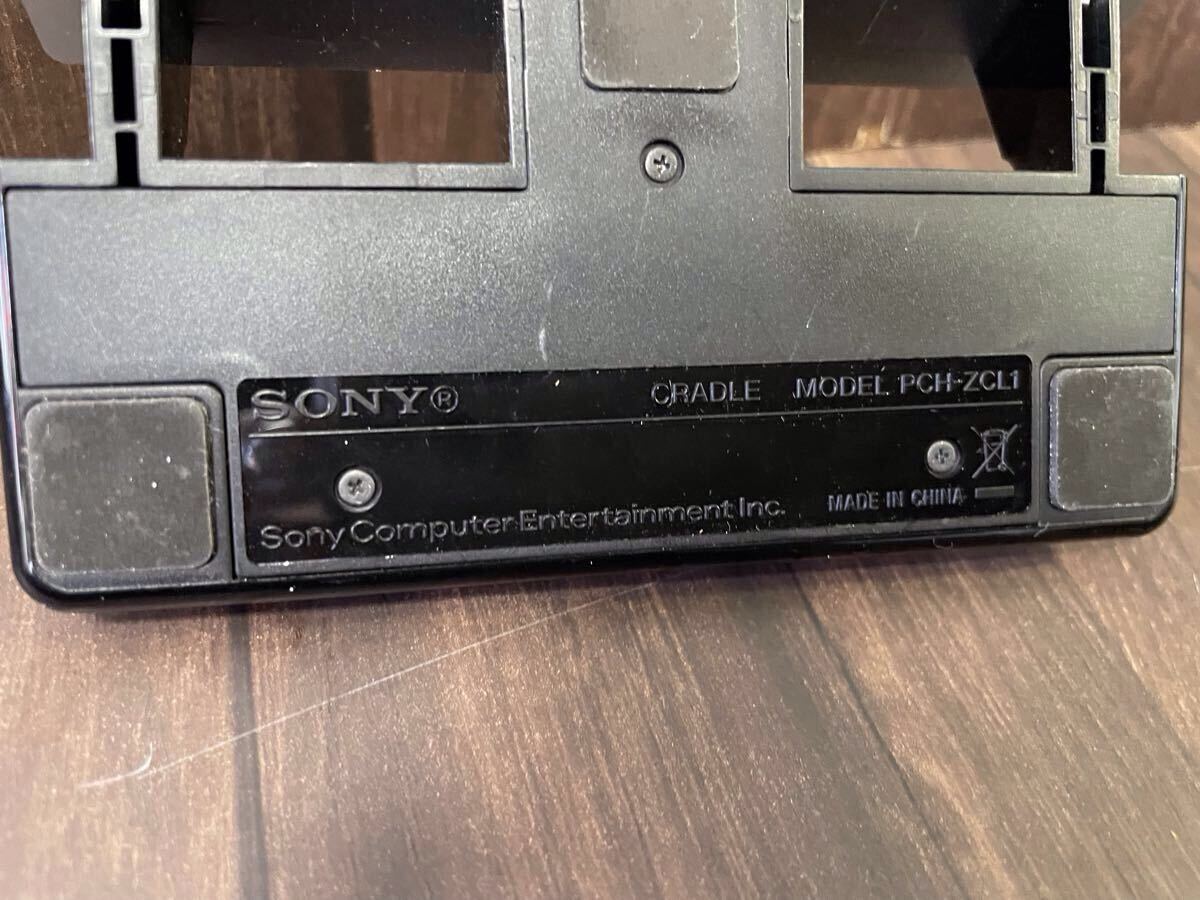 SONY® CRADLE MODEL PCH-ZCL1
MADE IN CHINA
Sony Computer Entertainment Inc.